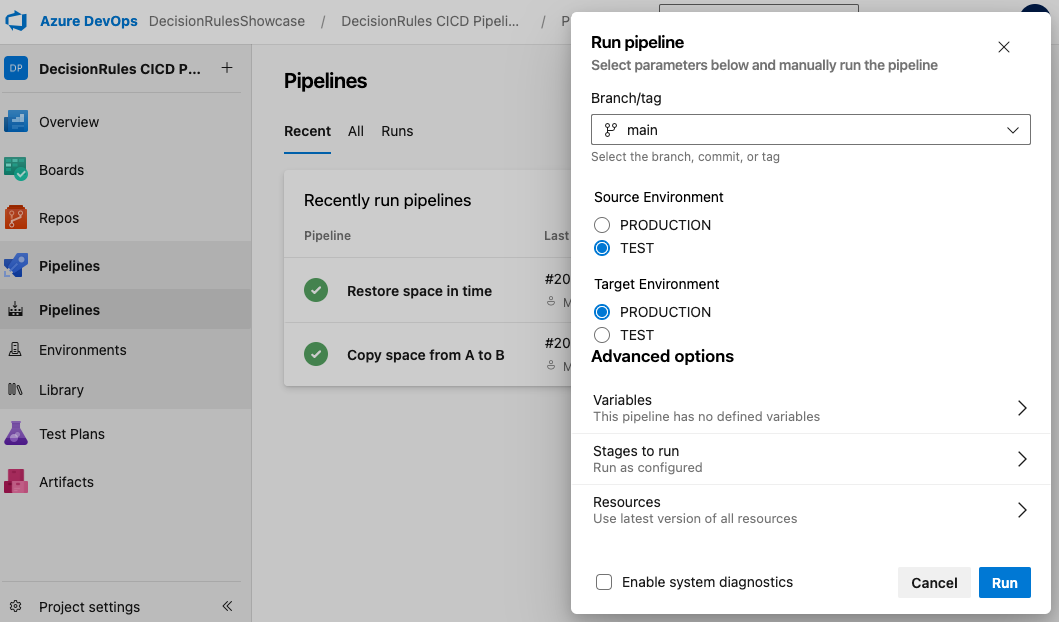 Azure DevOps DecisionRulesShowcase / DecisionRules CICD Pipeli... / P
DP DecisionRules CICD P... +
Overview
Boards
Repos
Pipelines
Pipelines
Environments
Library
Test Plans
Artifacts
Project settings
Pipelines
Recent All Runs
Recently run pipelines
Pipeline Last
Restore space in time #20
M
Copy space from A to B #20
M
Run pipeline
Select parameters below and manually run the pipeline
Branch/tag
main
Select the branch, commit, or tag
Source Environment
PRODUCTION
TEST
Target Environment
PRODUCTION
TEST
Advanced options
Variables
This pipeline has no defined variables
Stages to run
Run as configured
Resources
Use latest version of all resources
Enable system diagnostics
Cancel Run